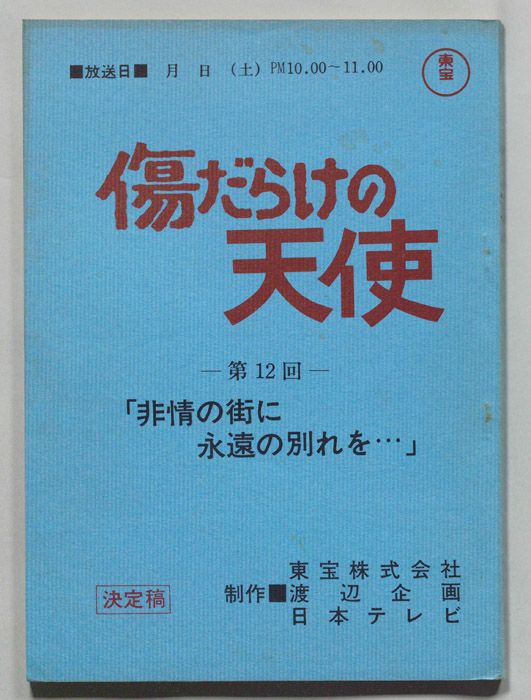 ■放送日■ 月 日 (土) PM10.00~11.00
東宝
傷だらけの
天使
―第12回―
「非情の街に
永遠の別れを…」
決定稿
東宝株式会社
制作■渡辺企画
日本テレビ